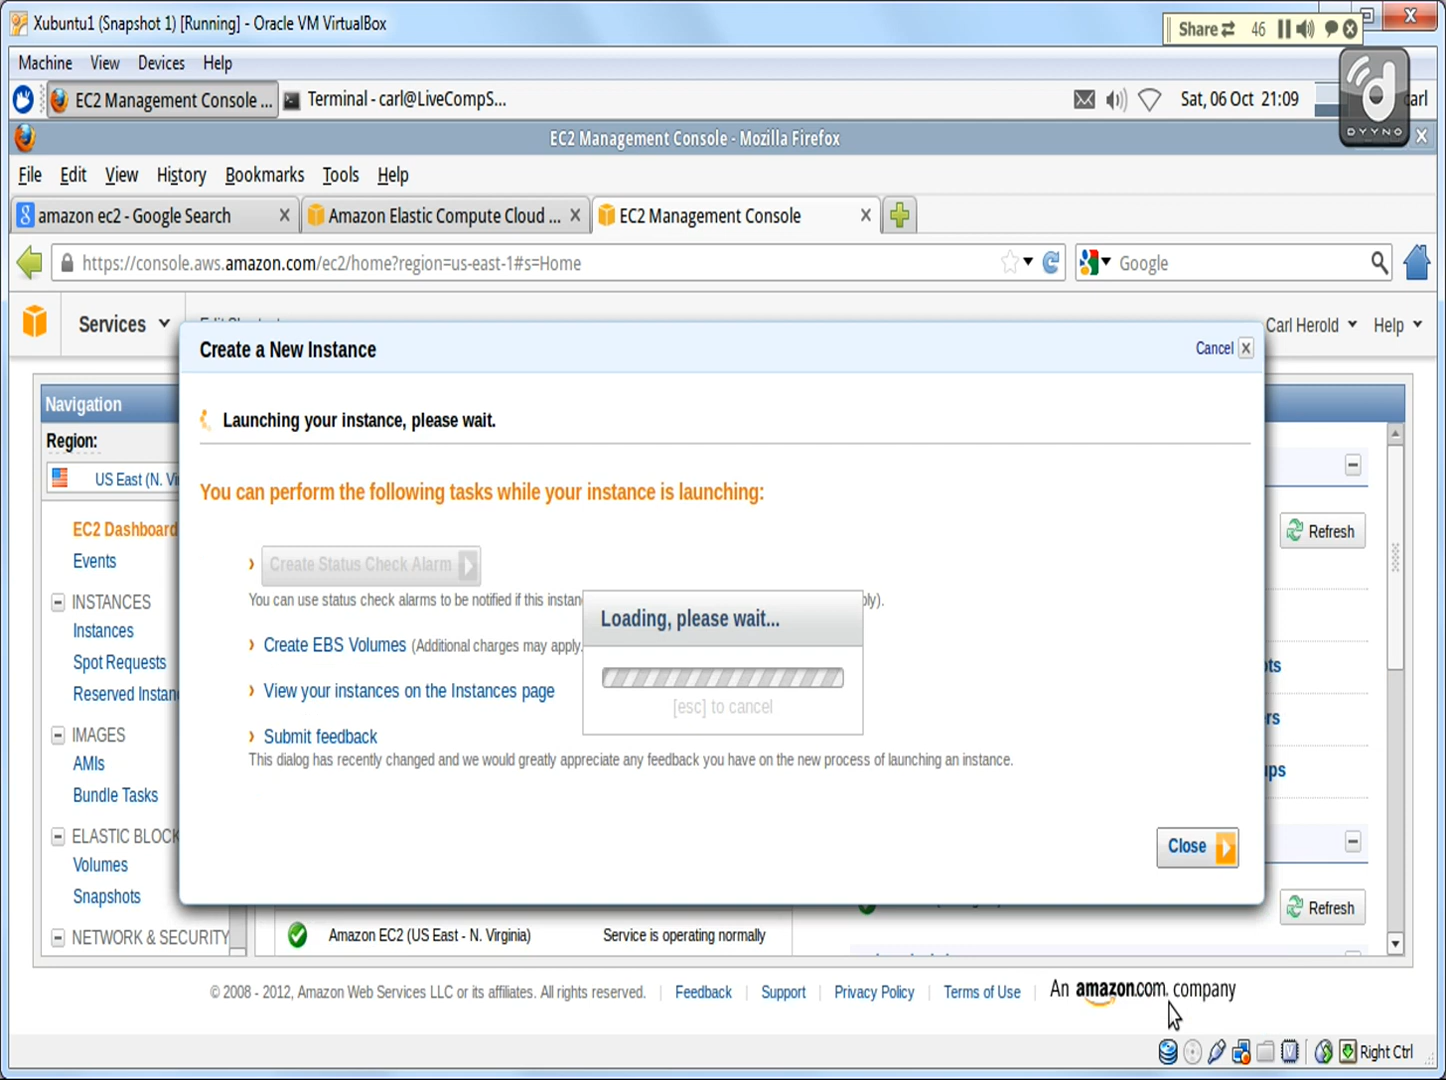 Xubuntu1 (Snapshot 1) [Running] - Oracle VM VirtualBox
Share 46
Machine View Devices Help
EC2 Management Console ... Terminal - carl@LiveCompS... Sat, 06 Oct 21:09 carl
DYYNO
EC2 Management Console - Mozilla Firefox
File Edit View History Bookmarks Tools Help
amazon ec2 - Google Search Amazon Elastic Compute Cloud ... EC2 Management Console
https://console.aws.amazon.com/ec2/home?region=us-east-1#s=Home Google
Services Carl Herold Help
Create a New Instance Cancel
Navigation
Launching your instance, please wait.
Region:
US East (N. Vi
You can perform the following tasks while your instance is launching:
EC2 Dashboard
Refresh
Events
Create Status Check Alarm
INSTANCES
You can use status check alarms to be notified if this instan ly).
Loading, please wait...
Instances
Create EBS Volumes (Additional charges may apply.
Spot Requests
ts
Reserved Instan
View your instances on the Instances page
[esc] to cancel
rs
IMAGES
Submit feedback
This dialog has recently changed and we would greatly appreciate any feedback you have on the new process of launching an instance.
AMIs
ups
Bundle Tasks
ELASTIC BLOCK
Close
Volumes
Snapshots
Refresh
NETWORK & SECURITY
Amazon EC2 (US East - N. Virginia) Service is operating normally
© 2008 - 2012, Amazon Web Services LLC or its affiliates. All rights reserved. | Feedback | Support | Privacy Policy | Terms of Use | An amazon.com. company
Right Ctrl